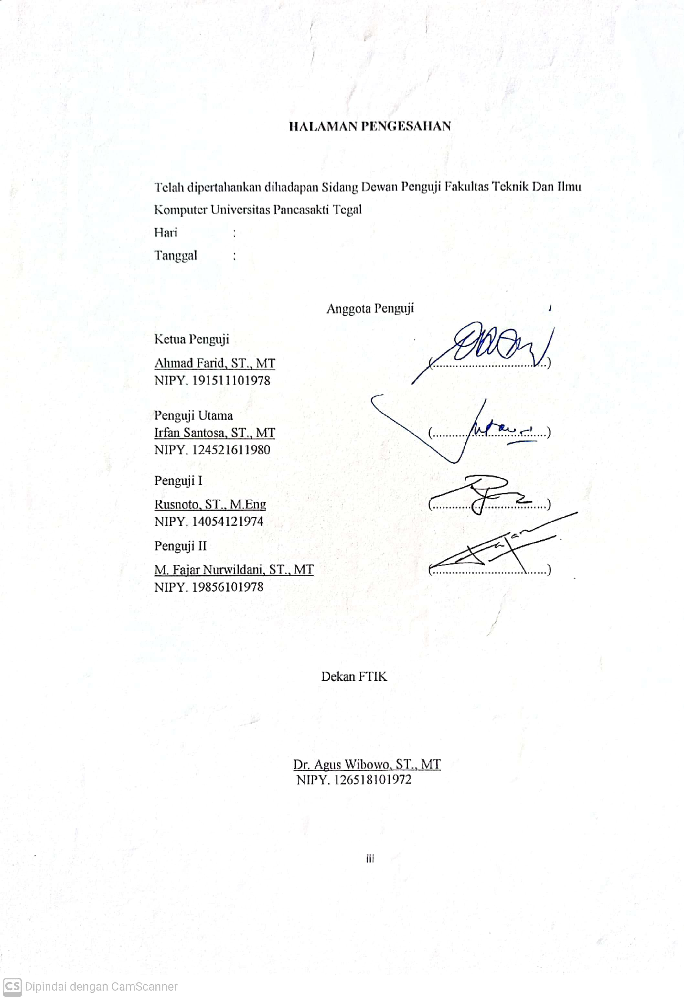 HALAMAN PENGESAHAN
Telah dipertahankan dihadapan Sidang Dewan Penguji Fakultas Teknik Dan Ilmu
Komputer Universitas Pancasakti Tegal
Hari :
Tanggal :
Anggota Penguji
Ketua Penguji
Ahmad Farid, ST., MT (..................................)
NIPY. 191511101978
Penguji Utama
Irfan Santosa, ST., MT (..................................)
NIPY. 124521611980
Penguji I
Rusnoto, ST., M.Eng (..................................)
NIPY. 14054121974
Penguji II
M. Fajar Nurwildani, ST., MT (..................................)
NIPY. 19856101978
Dekan FTIK
Dr. Agus Wibowo, ST., MT
NIPY. 126518101972
iii
CS Dipindai dengan CamScanner